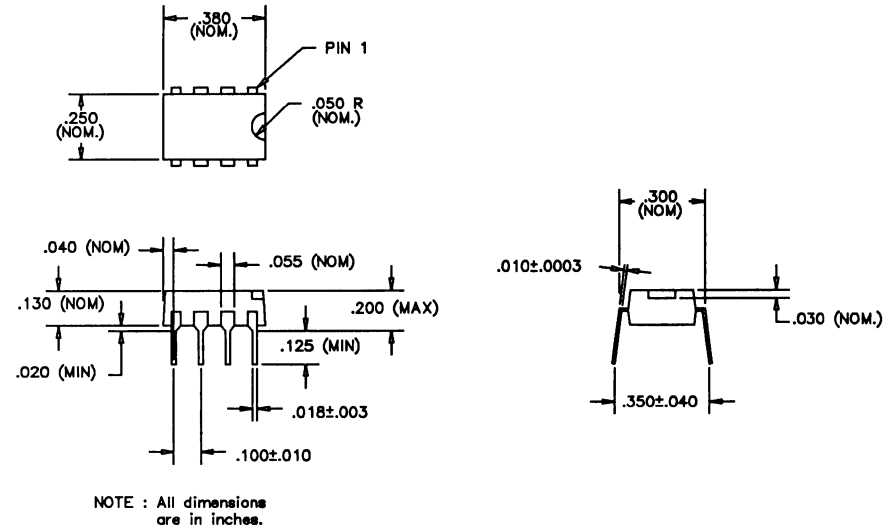 .380
(NOM.)
PIN 1
.250
(NOM.)
.050 R
(NOM.)
.300
(NOM)
.040 (NOM)
.055 (NOM)
.010±.0003
.130 (NOM)
.200 (MAX)
.030 (NOM.)
.125 (MIN)
.020 (MIN)
.350±.040
.018±.003
.100±.010
NOTE : All dimensions
are in inches.